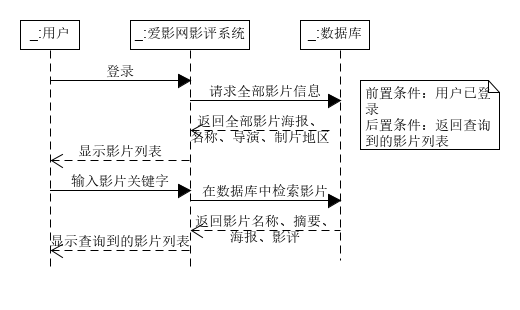 _:用户
_:爱影网影评系统
_:数据库
登录
请求全部影片信息
前置条件：用户已登
录
后置条件：返回查询
到的影片列表
返回全部影片海报、
名称、导演、制片地区
显示影片列表
输入影片关键字
在数据库中检索影片
返回影片名称、摘要、
海报、影评
显示查询到的影片列表